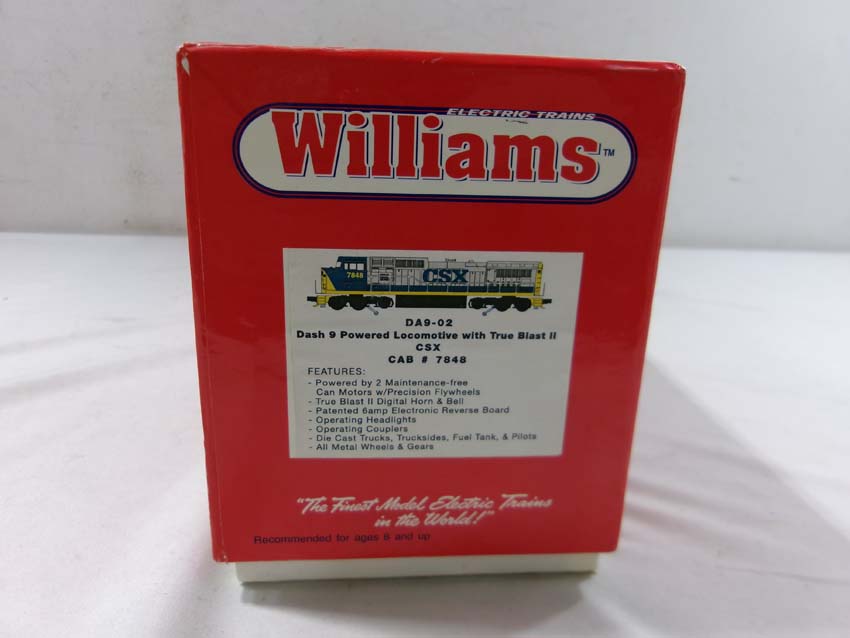 ELECTRIC TRAINS
Williams™
7848
CSX
DA9-02
Dash 9 Powered Locomotive with True Blast II
CSX
CAB # 7848
FEATURES:
- Powered by 2 Maintenance-free
Can Motors w/Precision Flywheels
- True Blast II Digital Horn & Bell
- Patented 6amp Electronic Reverse Board
- Operating Headlights
- Operating Couplers
- Die Cast Trucks, Trucksides, Fuel Tank, & Pilots
- All Metal Wheels & Gears
"The Finest Model Electric Trains
in the World!"
Recommended for ages 8 and up